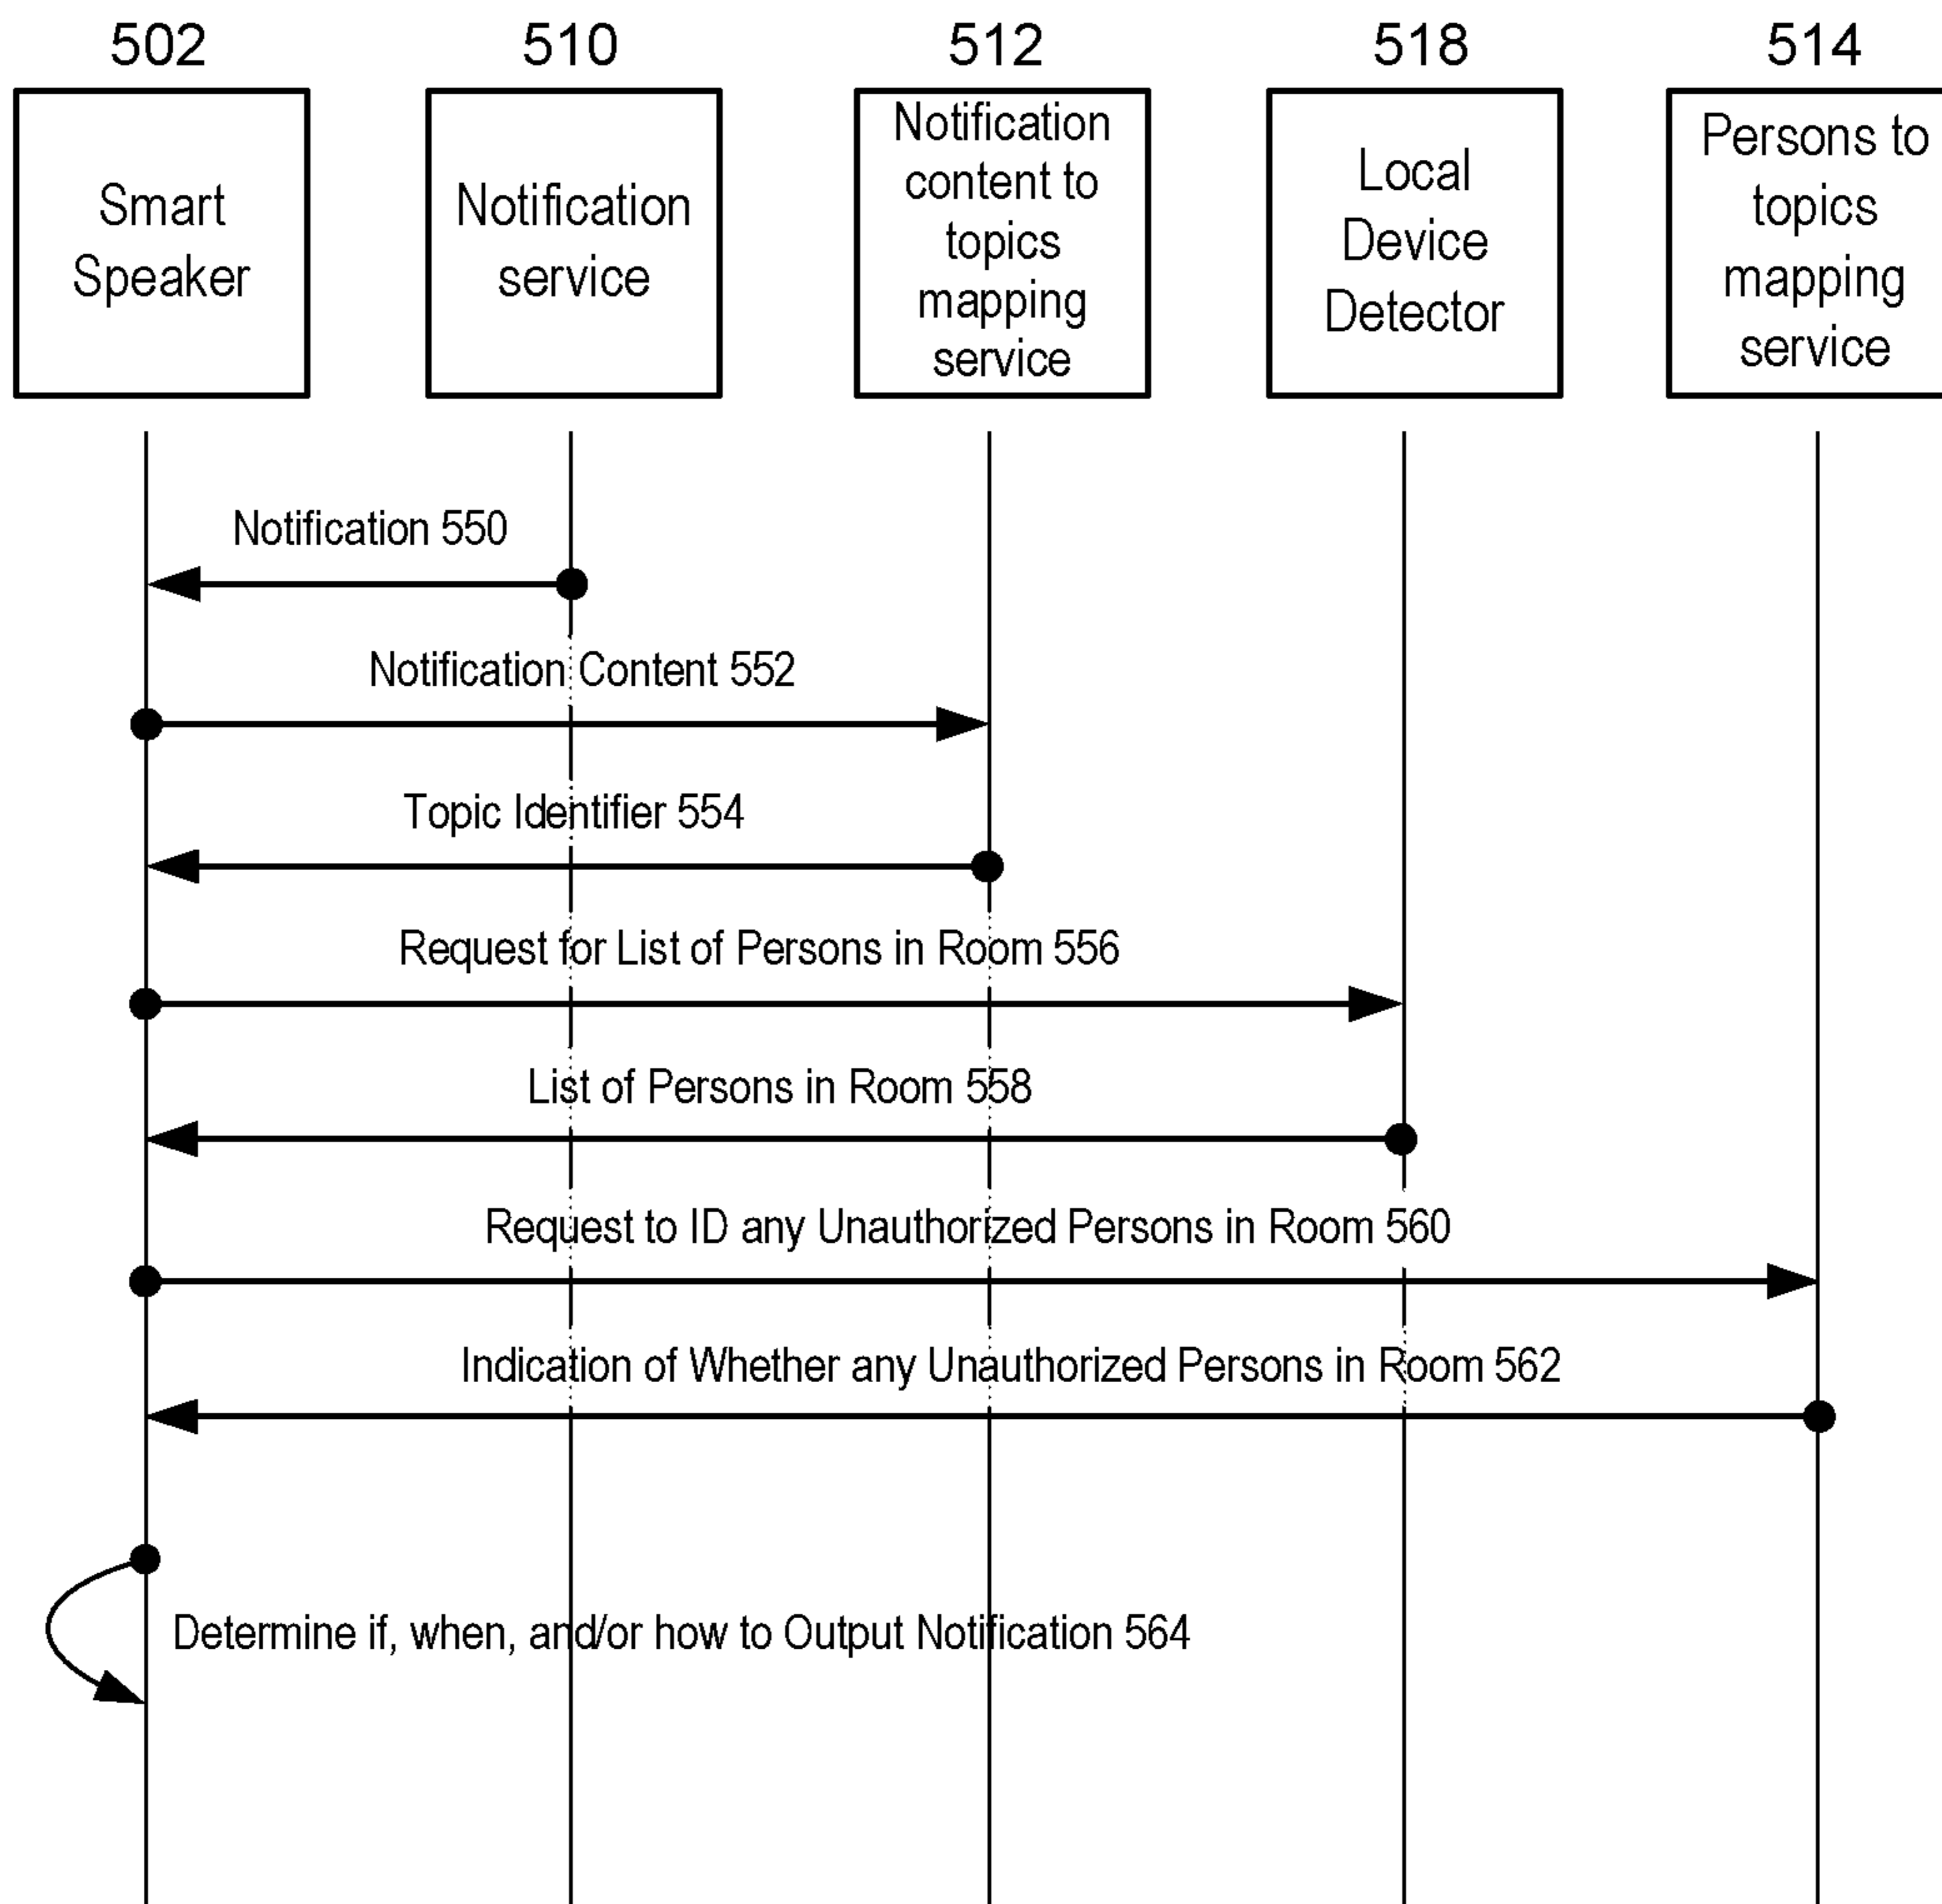 502
510
512
518
514
Smart
Speaker
Notification
service
Notification
content to
topics
mapping
service
Local
Device
Detector
Persons to
topics
mapping
service
Notification 550
Notification Content 552
Topic Identifier 554
Request for List of Persons in Room 556
List of Persons in Room 558
Request to ID any Unauthorized Persons in Room 560
Indication of Whether any Unauthorized Persons in Room 562
Determine if, when, and/or how to Output Notification 564